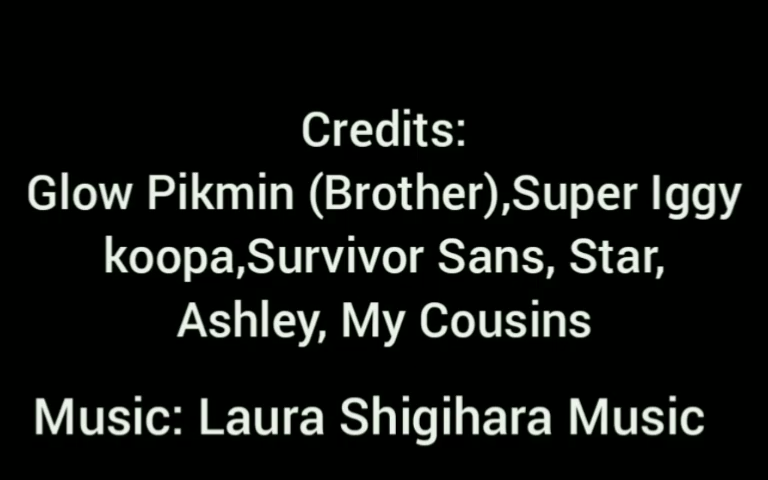 Credits:
Glow Pikmin (Brother),Super Iggy
koopa,Survivor Sans, Star,
Ashley, My Cousins
Music: Laura Shigihara Music